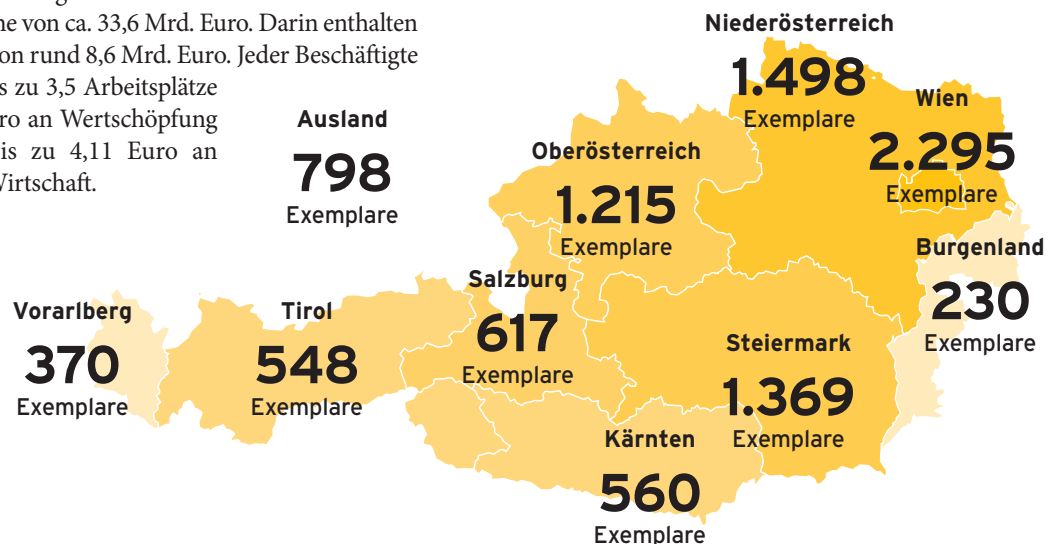 ne von ca. 33,6 Mrd. Euro. Darin enthalten
on rund 8,6 Mrd. Euro. Jeder Beschäftigte
s zu 3,5 Arbeitsplätze
ro an Wertschöpfung
is zu 4,11 Euro an
Wirtschaft.
Ausland
798
Exemplare
Niederösterreich
1.498
Exemplare
Wien
2.295
Exemplare
Oberösterreich
1.215
Exemplare
Burgenland
230
Exemplare
Salzburg
617
Exemplare
Vorarlberg
370
Exemplare
Tirol
548
Exemplare
Steiermark
1.369
Exemplare
Kärnten
560
Exemplare